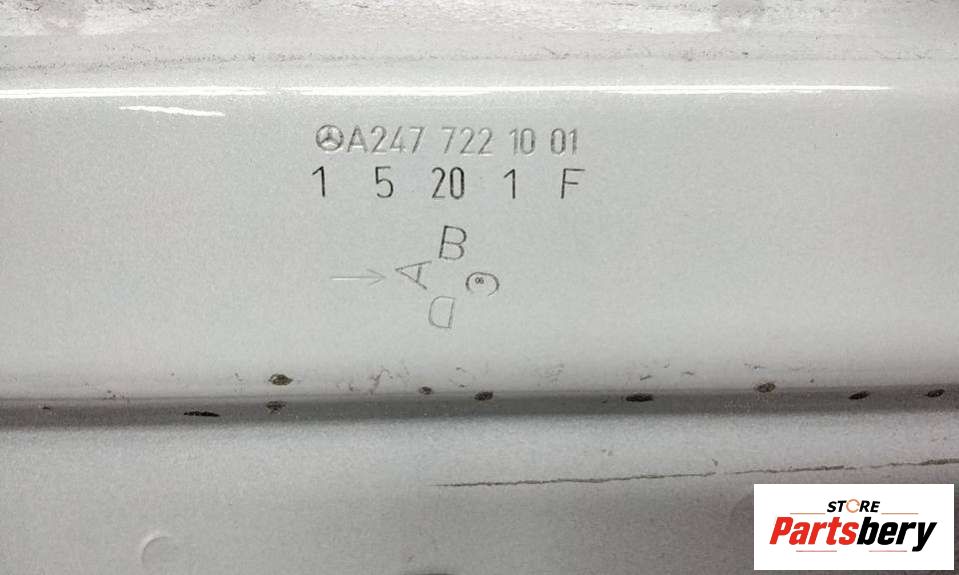 A247 722 10 01
1 5 20 1 F
B
A C
D
STORE
Partsbery